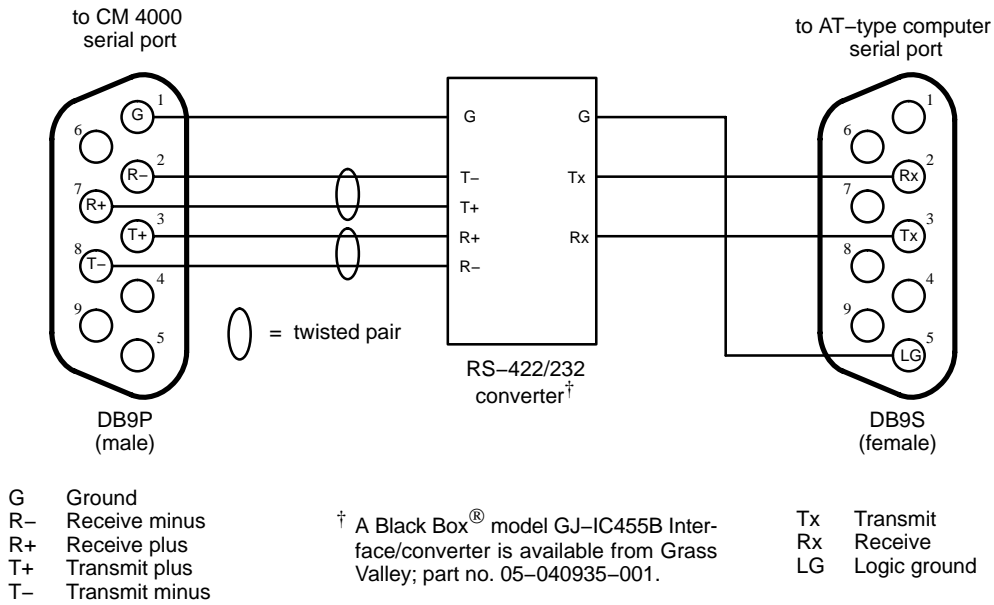 to CM 4000
serial port
to AT–type computer
serial port
1
G
6
2
R–
7
R+
3
T+
8
T–
4
9
5
G
T–
T+
R+
R–
G
Tx
Rx
1
6
2
Rx
7
3
Tx
8
4
9
5
LG
= twisted pair
RS–422/232
converter†
DB9P
(male)
DB9S
(female)
G Ground
R– Receive minus
R+ Receive plus
T+ Transmit plus
T– Transmit minus
† A Black Box® model GJ–IC455B Inter-
face/converter is available from Grass
Valley; part no. 05–040935–001.
Tx Transmit
Rx Receive
LG Logic ground